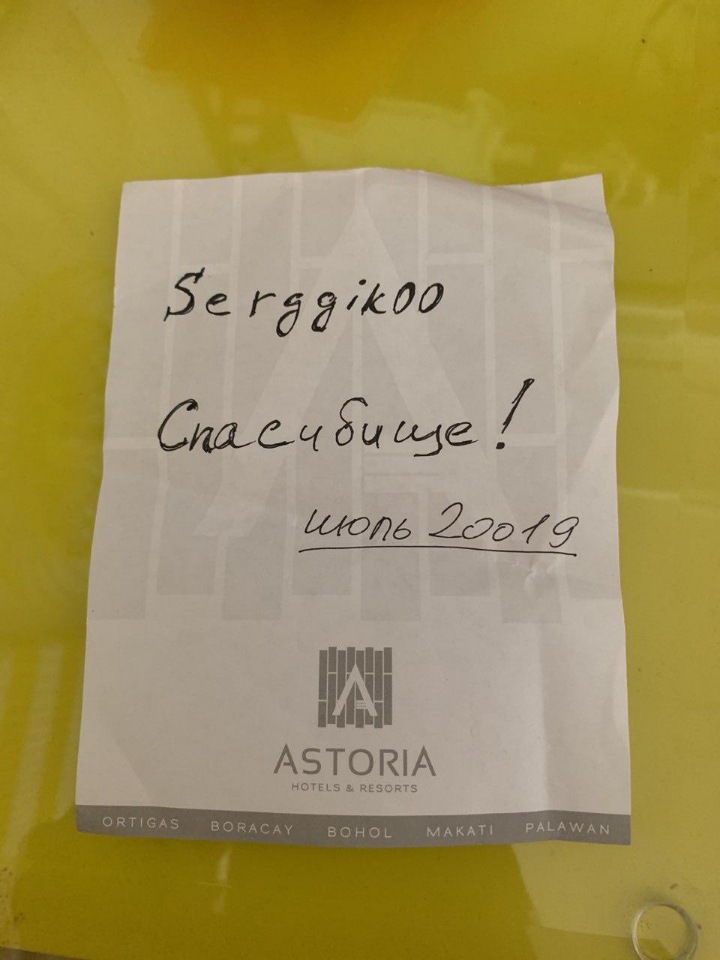 Serggik00
Спасибище!
июль 20019
ASTORIA
HOTELS & RESORTS
ORTIGAS BORACAY BOHOL MAKATI PALAWAN